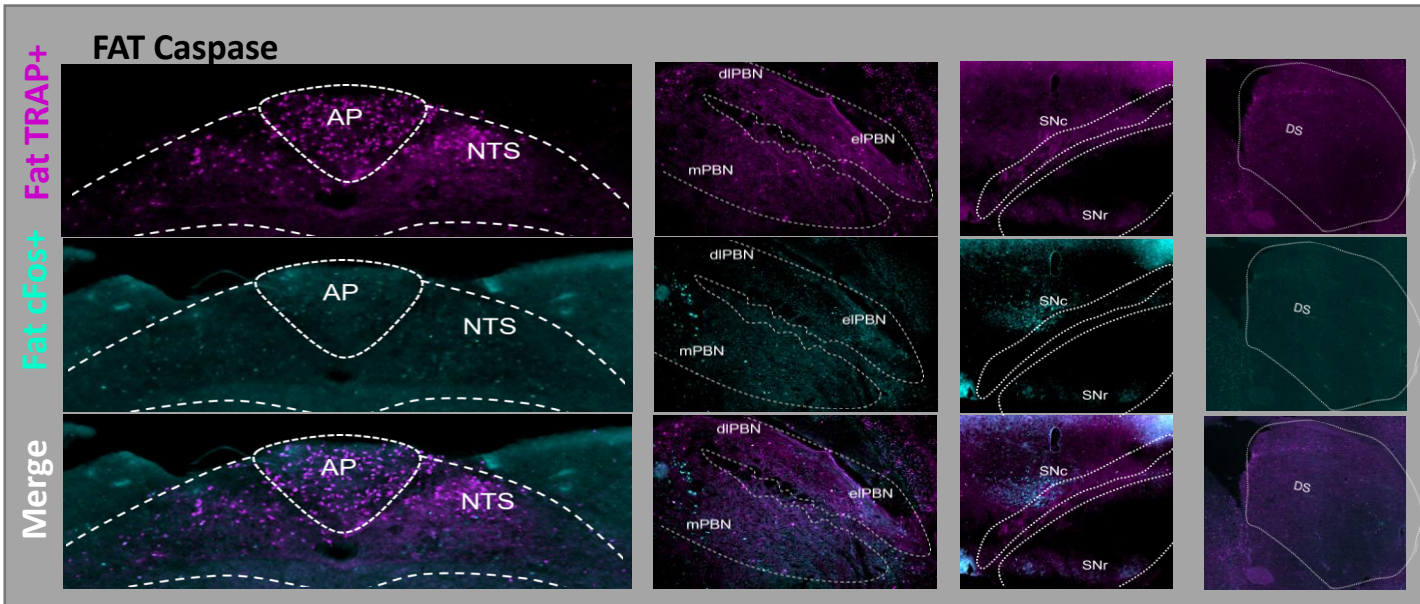 FAT Caspase
Fat TRAP+
AP
NTS
dlPBN
elPBN
mPBN
SNc
SNr
DS
Fat cFos+
AP
NTS
dlPBN
elPBN
mPBN
SNc
SNr
DS
Merge
AP
NTS
dlPBN
elPBN
mPBN
SNc
SNr
DS